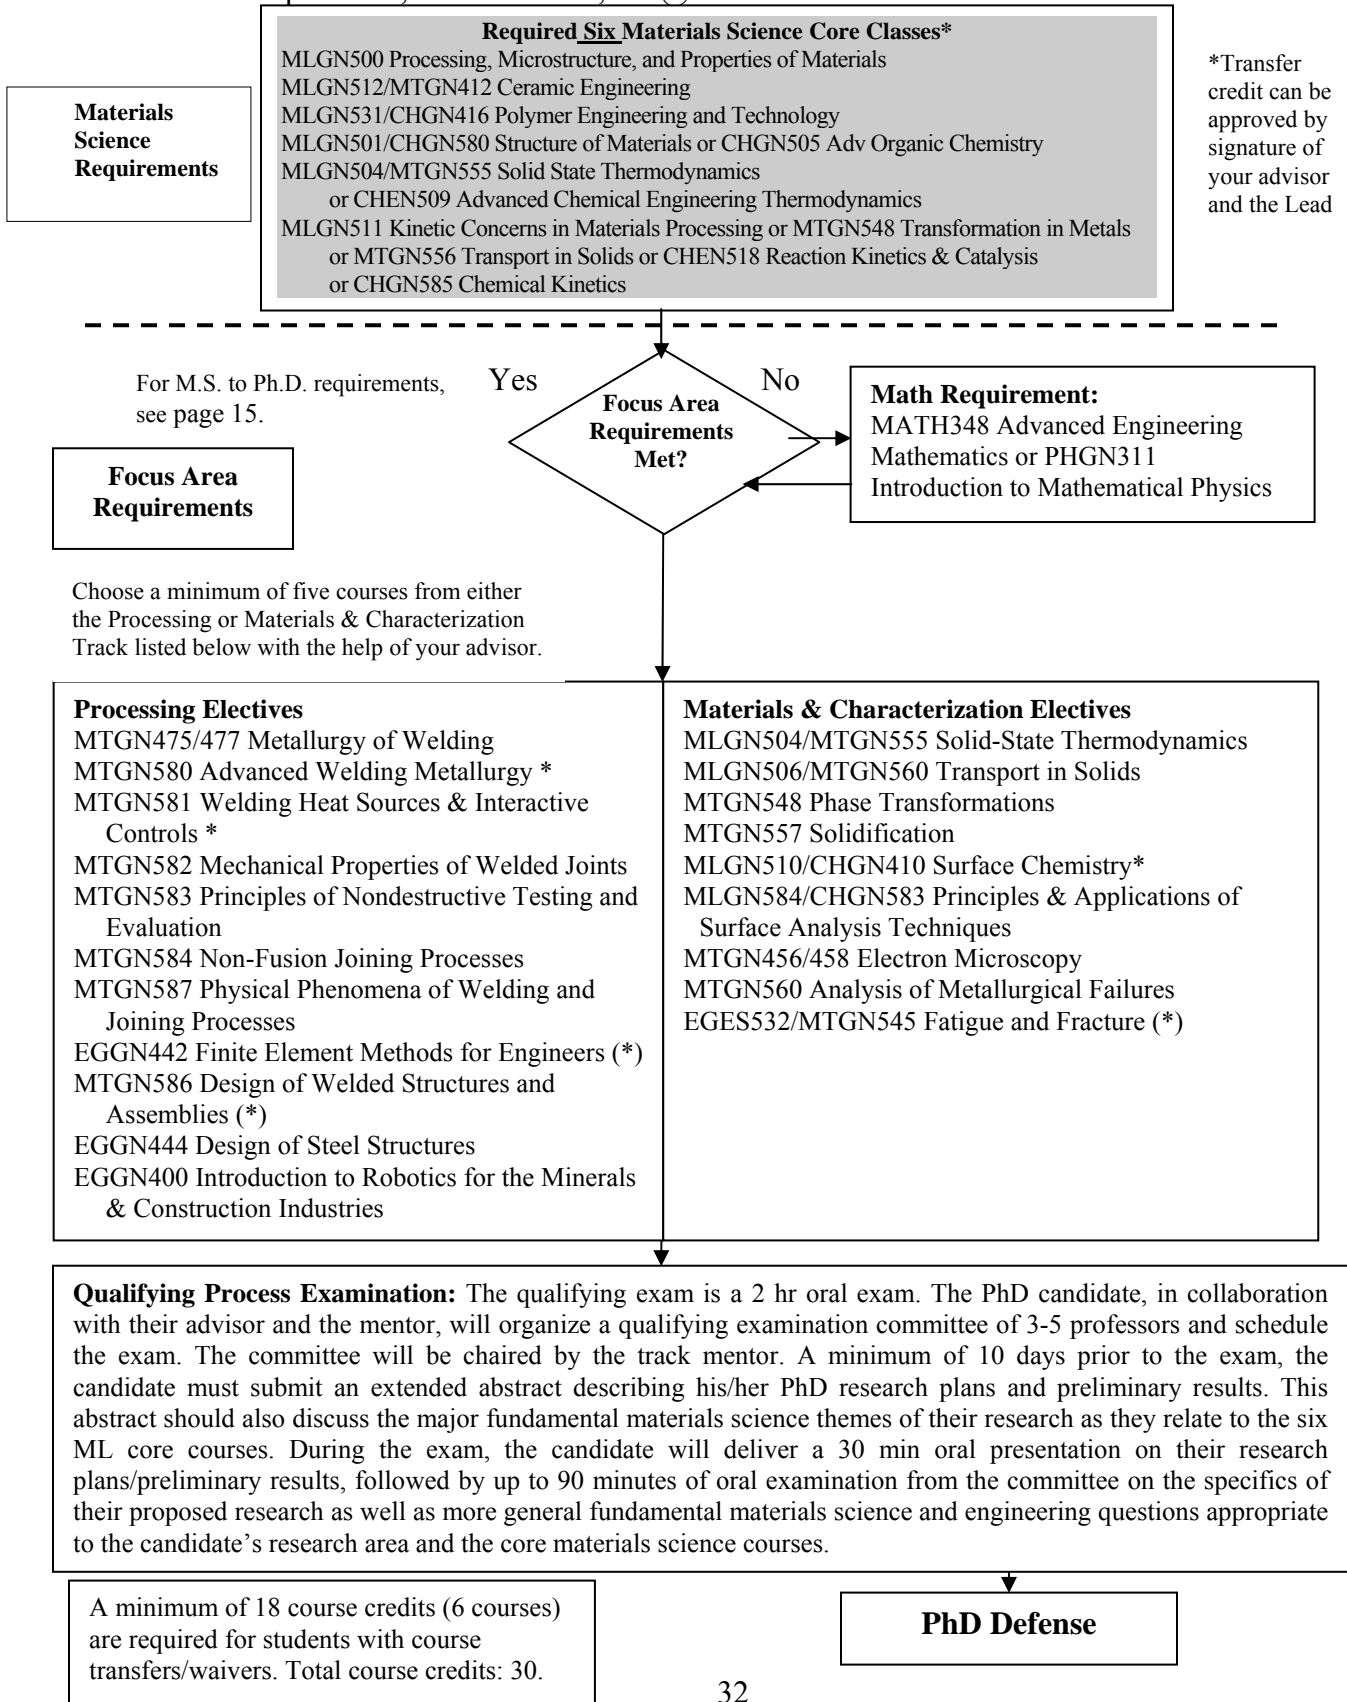 Required Six Materials Science Core Classes*
MLGN500 Processing, Microstructure, and Properties of Materials
MLGN512/MTGN412 Ceramic Engineering
MLGN531/CHGN416 Polymer Engineering and Technology
MLGN501/CHGN580 Structure of Materials or CHGN505 Adv Organic Chemistry
MLGN504/MTGN555 Solid State Thermodynamics
or CHEN509 Advanced Chemical Engineering Thermodynamics
MLGN511 Kinetic Concerns in Materials Processing or MTGN548 Transformation in Metals
or MTGN556 Transport in Solids or CHEN518 Reaction Kinetics & Catalysis
or CHGN585 Chemical Kinetics
Materials
Science
Requirements
*Transfer
credit can be
approved by
signature of
your advisor
and the Lead
For M.S. to Ph.D. requirements,
see page 15.
Yes
No
Focus Area
Requirements
Met?
Math Requirement:
MATH348 Advanced Engineering
Mathematics or PHGN311
Introduction to Mathematical Physics
Focus Area
Requirements
Choose a minimum of five courses from either
the Processing or Materials & Characterization
Track listed below with the help of your advisor.
Processing Electives
MTGN475/477 Metallurgy of Welding
MTGN580 Advanced Welding Metallurgy *
MTGN581 Welding Heat Sources & Interactive
Controls *
MTGN582 Mechanical Properties of Welded Joints
MTGN583 Principles of Nondestructive Testing and
Evaluation
MTGN584 Non-Fusion Joining Processes
MTGN587 Physical Phenomena of Welding and
Joining Processes
EGGN442 Finite Element Methods for Engineers (*)
MTGN586 Design of Welded Structures and
Assemblies (*)
EGGN444 Design of Steel Structures
EGGN400 Introduction to Robotics for the Minerals
& Construction Industries
Materials & Characterization Electives
MLGN504/MTGN555 Solid-State Thermodynamics
MLGN506/MTGN560 Transport in Solids
MTGN548 Phase Transformations
MTGN557 Solidification
MLGN510/CHGN410 Surface Chemistry*
MLGN584/CHGN583 Principles & Applications of
Surface Analysis Techniques
MTGN456/458 Electron Microscopy
MTGN560 Analysis of Metallurgical Failures
EGES532/MTGN545 Fatigue and Fracture (*)
Qualifying Process Examination: The qualifying exam is a 2 hr oral exam. The PhD candidate, in collaboration
with their advisor and the mentor, will organize a qualifying examination committee of 3-5 professors and schedule
the exam. The committee will be chaired by the track mentor. A minimum of 10 days prior to the exam, the
candidate must submit an extended abstract describing his/her PhD research plans and preliminary results. This
abstract should also discuss the major fundamental materials science themes of their research as they relate to the six
ML core courses. During the exam, the candidate will deliver a 30 min oral presentation on their research
plans/preliminary results, followed by up to 90 minutes of oral examination from the committee on the specifics of
their proposed research as well as more general fundamental materials science and engineering questions appropriate
to the candidate's research area and the core materials science courses.
A minimum of 18 course credits (6 courses)
are required for students with course
transfers/waivers. Total course credits: 30.
PhD Defense
32